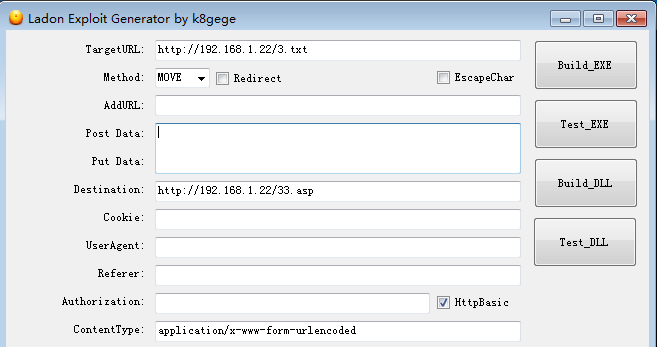 Ladon Exploit Generator by k8gege
TargetURL: http://192.168.1.22/3.txt Build_EXE
Method: MOVE Redirect EscapeChar
AddURL:
Post Data: Test_EXE
Put Data:
Build_DLL
Destination: http://192.168.1.22/33.asp
Cookie:
UserAgent: Test_DLL
Referer:
Authorization: HttpBasic
ContentType: application/x-www-form-urlencoded